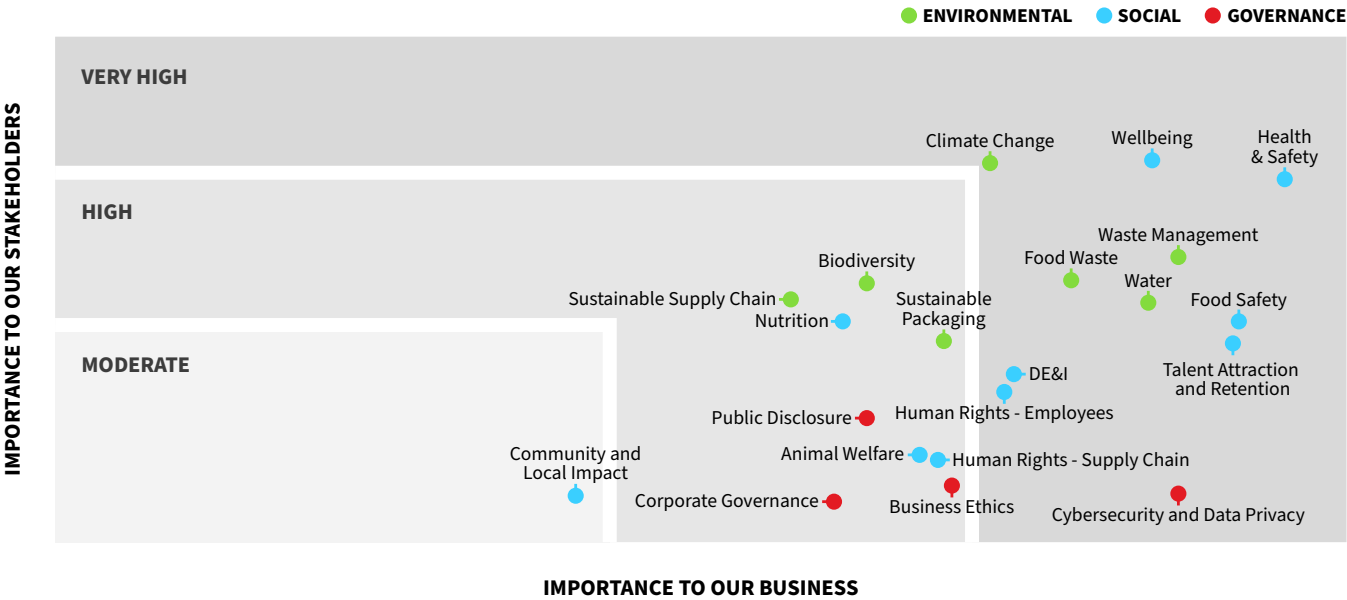 ENVIRONMENTAL
SOCIAL
GOVERNANCE
IMPORTANCE TO OUR STAKEHOLDERS
VERY HIGH
Climate Change
Wellbeing
Health
& Safety
HIGH
Waste Management
Biodiversity
Food Waste
Water
Sustainable Supply Chain
Sustainable
Packaging
Food Safety
Nutrition
MODERATE
DE&I
Talent Attraction
and Retention
Human Rights - Employees
Public Disclosure
Community and
Local Impact
Animal Welfare
Human Rights - Supply Chain
Corporate Governance
Business Ethics
Cybersecurity and Data Privacy
IMPORTANCE TO OUR BUSINESS